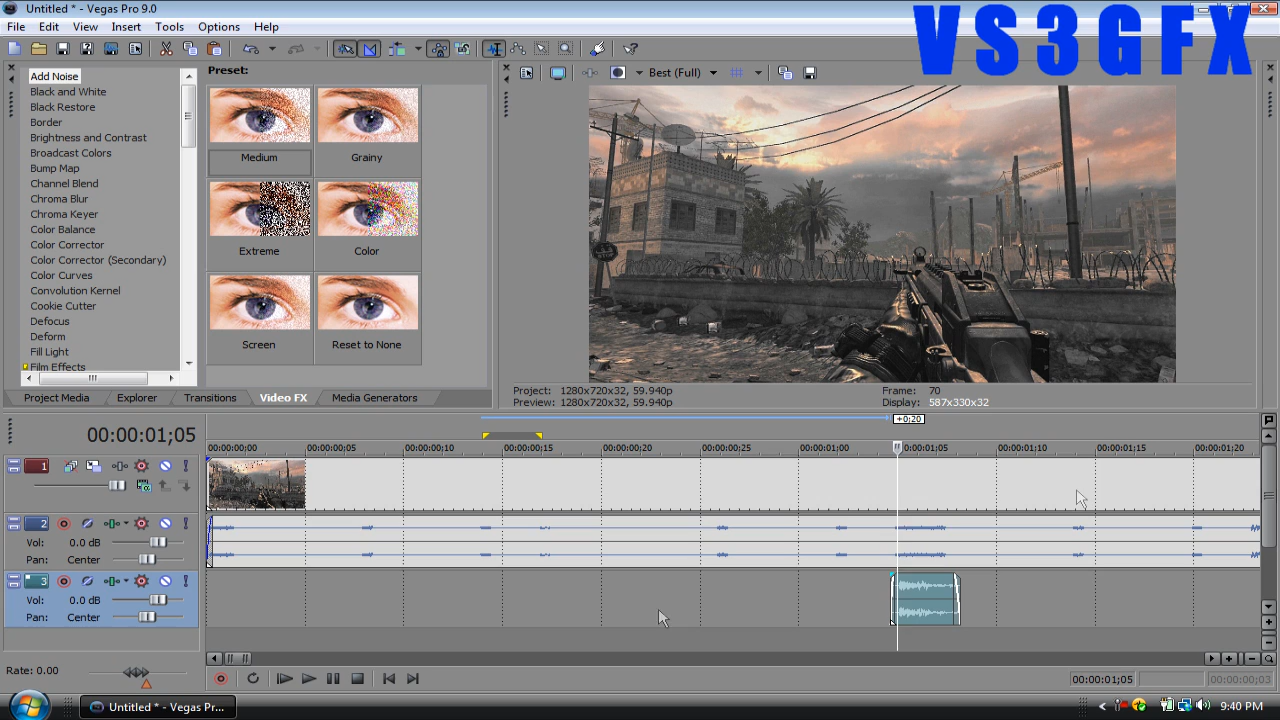 Untitled * - Vegas Pro 9.0
VS3GFX
File Edit View Insert Tools Options Help
Add Noise
Black and White
Black Restore
Border
Brightness and Contrast
Broadcast Colors
Bump Map
Channel Blend
Chroma Blur
Chroma Keyer
Color Balance
Color Corrector
Color Corrector (Secondary)
Color Curves
Convolution Kernel
Cookie Cutter
Defocus
Deform
Fill Light
Film Effects
Preset:
Medium Grainy
Extreme Color
Screen Reset to None
Best (Full)
Project: 1280x720x32, 59.940p
Preview: 1280x720x32, 59.940p
Frame: 70
Display: 587x330x32
Project Media Explorer Transitions Video FX Media Generators
+0;20
00:00:01;05
00:00:00;00 00:00:00;05 00:00:00;10 00:00:00;15 00:00:00;20 00:00:00;25 00:00:01;00 00:00:01;05 00:00:01;10 00:00:01;15 00:00:01;20
1
2
Vol: 0.0 dB
Pan: Center
3
Vol: 0.0 dB
Pan: Center
Rate: 0.00
00:00:01;05
00:00:00;03
Untitled * - Vegas Pr...
9:40 PM